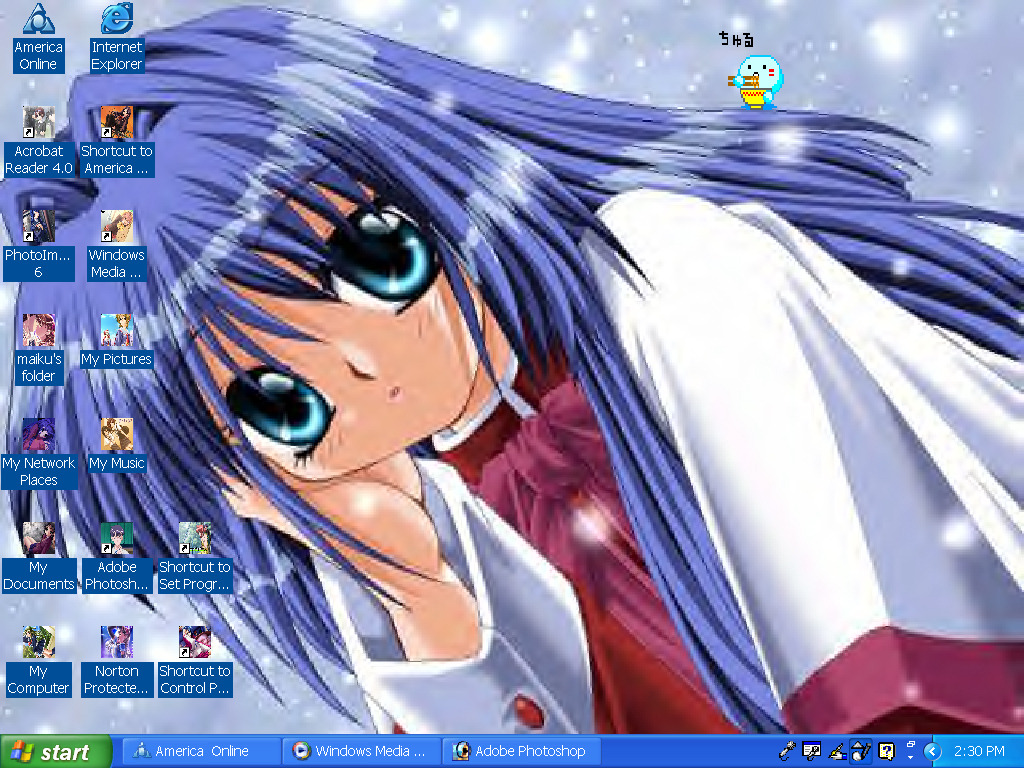 America
Online
Internet
Explorer
ちゅる
Acrobat
Reader 4.0
Shortcut to
America ...
PhotoIm...
6
Windows
Media ...
maiku's
folder
My Pictures
My Network
Places
My Music
My
Documents
Adobe
Photosh...
Shortcut to
Set Progr...
My
Computer
Norton
Protecte...
Shortcut to
Control P...
start
America Online
Windows Media ...
Adobe Photoshop
2:30 PM